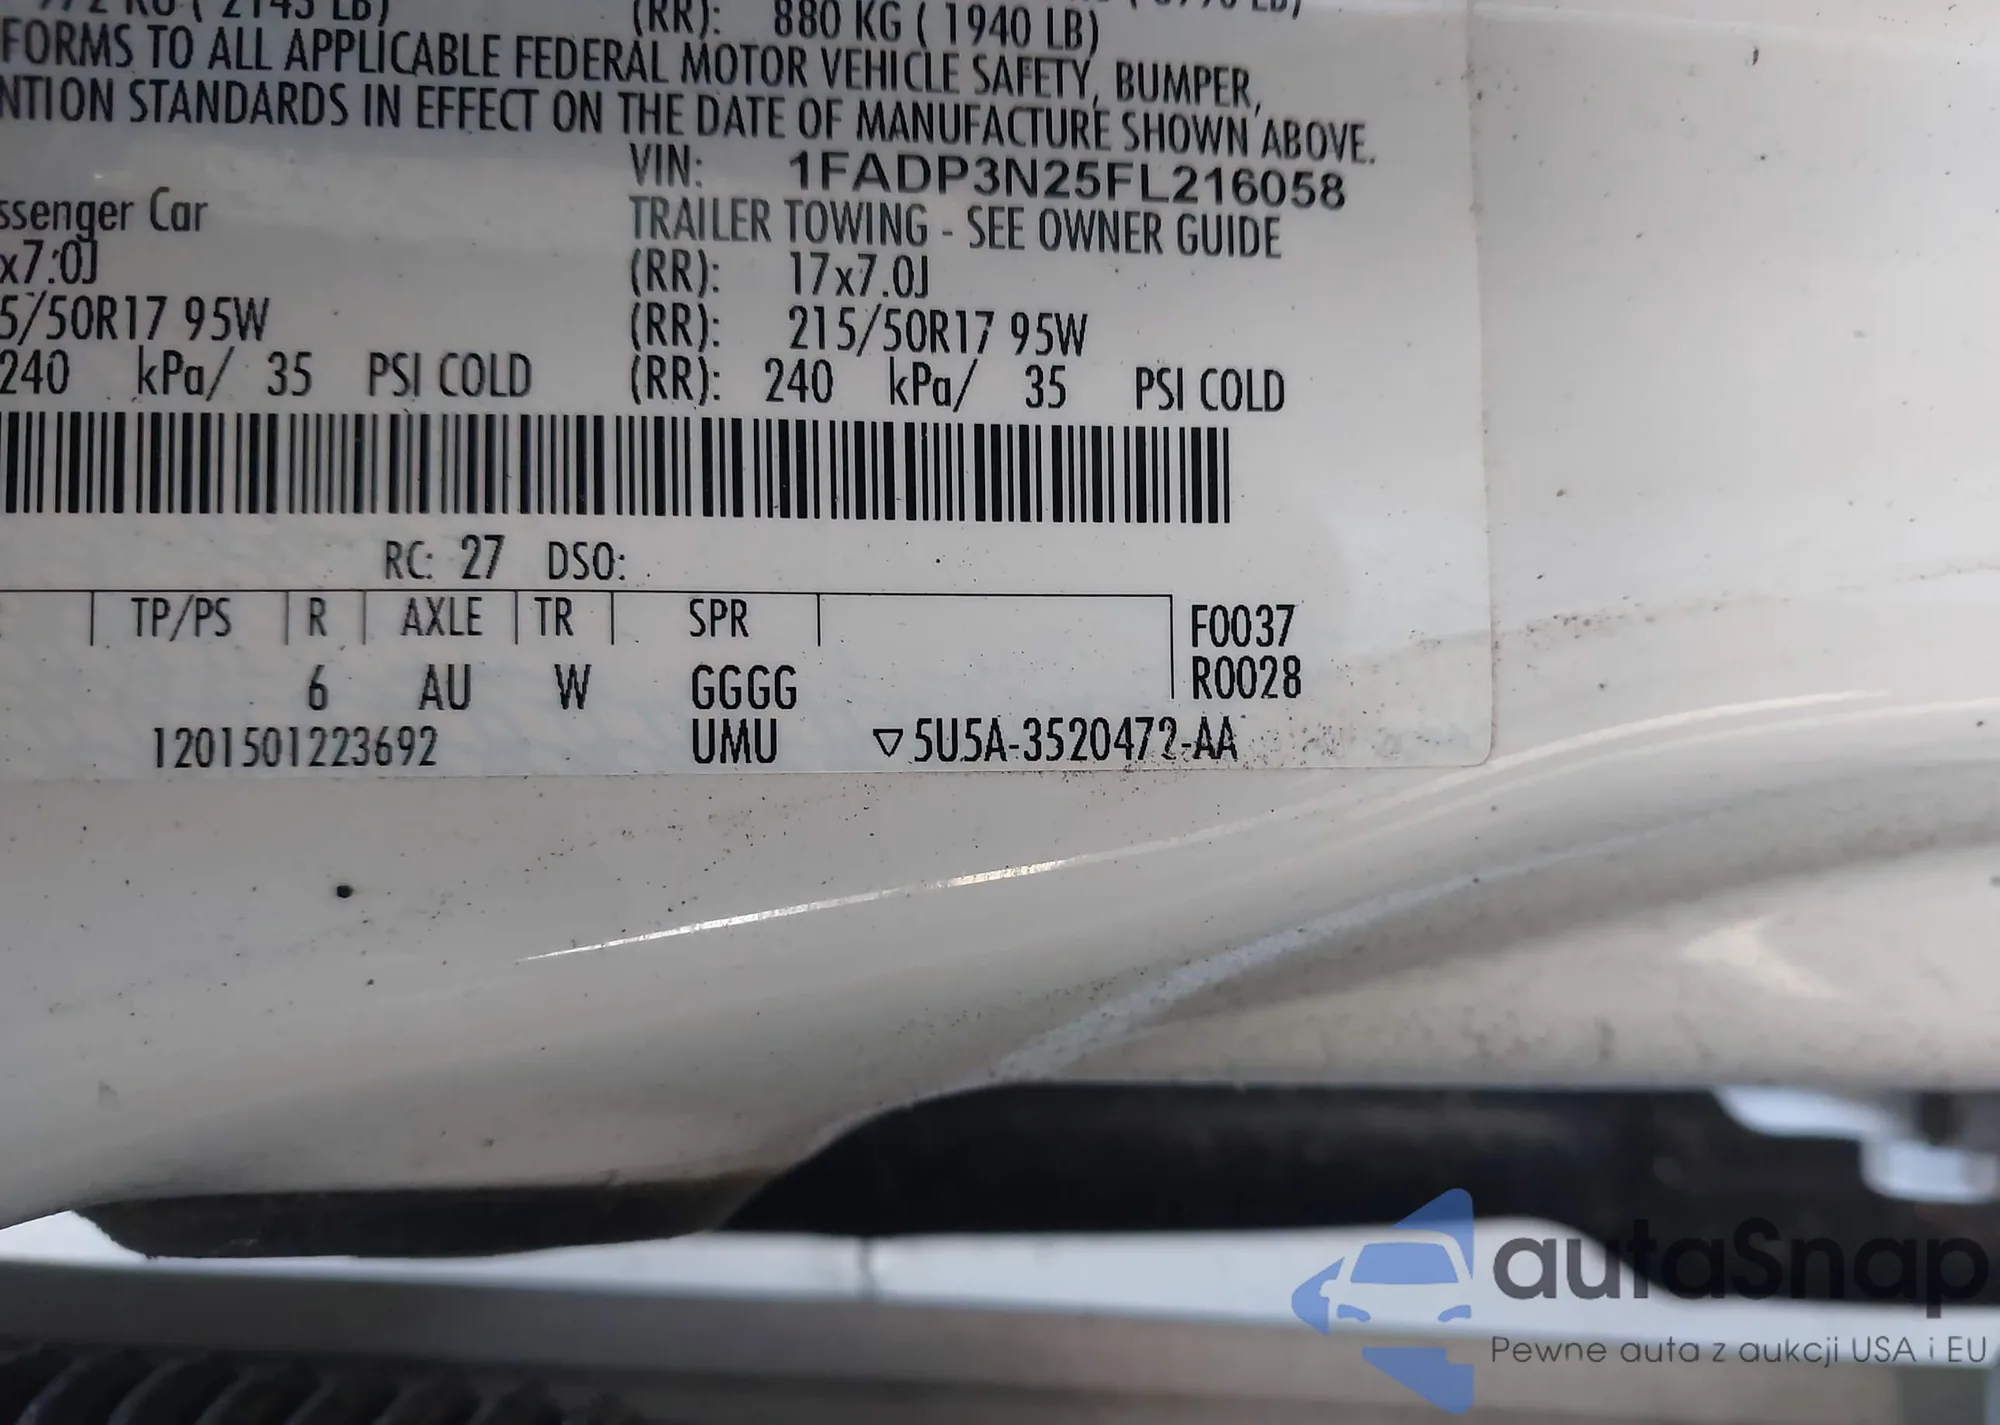 972 KG ( 2143 LB)
(RR): 880 KG ( 1940 LB)
FORMS TO ALL APPLICABLE FEDERAL MOTOR VEHICLE SAFETY, BUMPER,
NTION STANDARDS IN EFFECT ON THE DATE OF MANUFACTURE SHOWN ABOVE.
VIN: 1FADP3N25FL216058
ssenger Car TRAILER TOWING - SEE OWNER GUIDE
x7.0J (RR): 17x7.0J
5/50R17 95W (RR): 215/50R17 95W
240 kPa/ 35 PSI COLD (RR): 240 kPa/ 35 PSI COLD
RC: 27 DSO:
TP/PS R AXLE TR SPR F0037
6 AU W GGGG R0028
1201501223692 UMU 5U5A-3520472-AA
autaSnap
Pewne auta z aukcji USA i EU